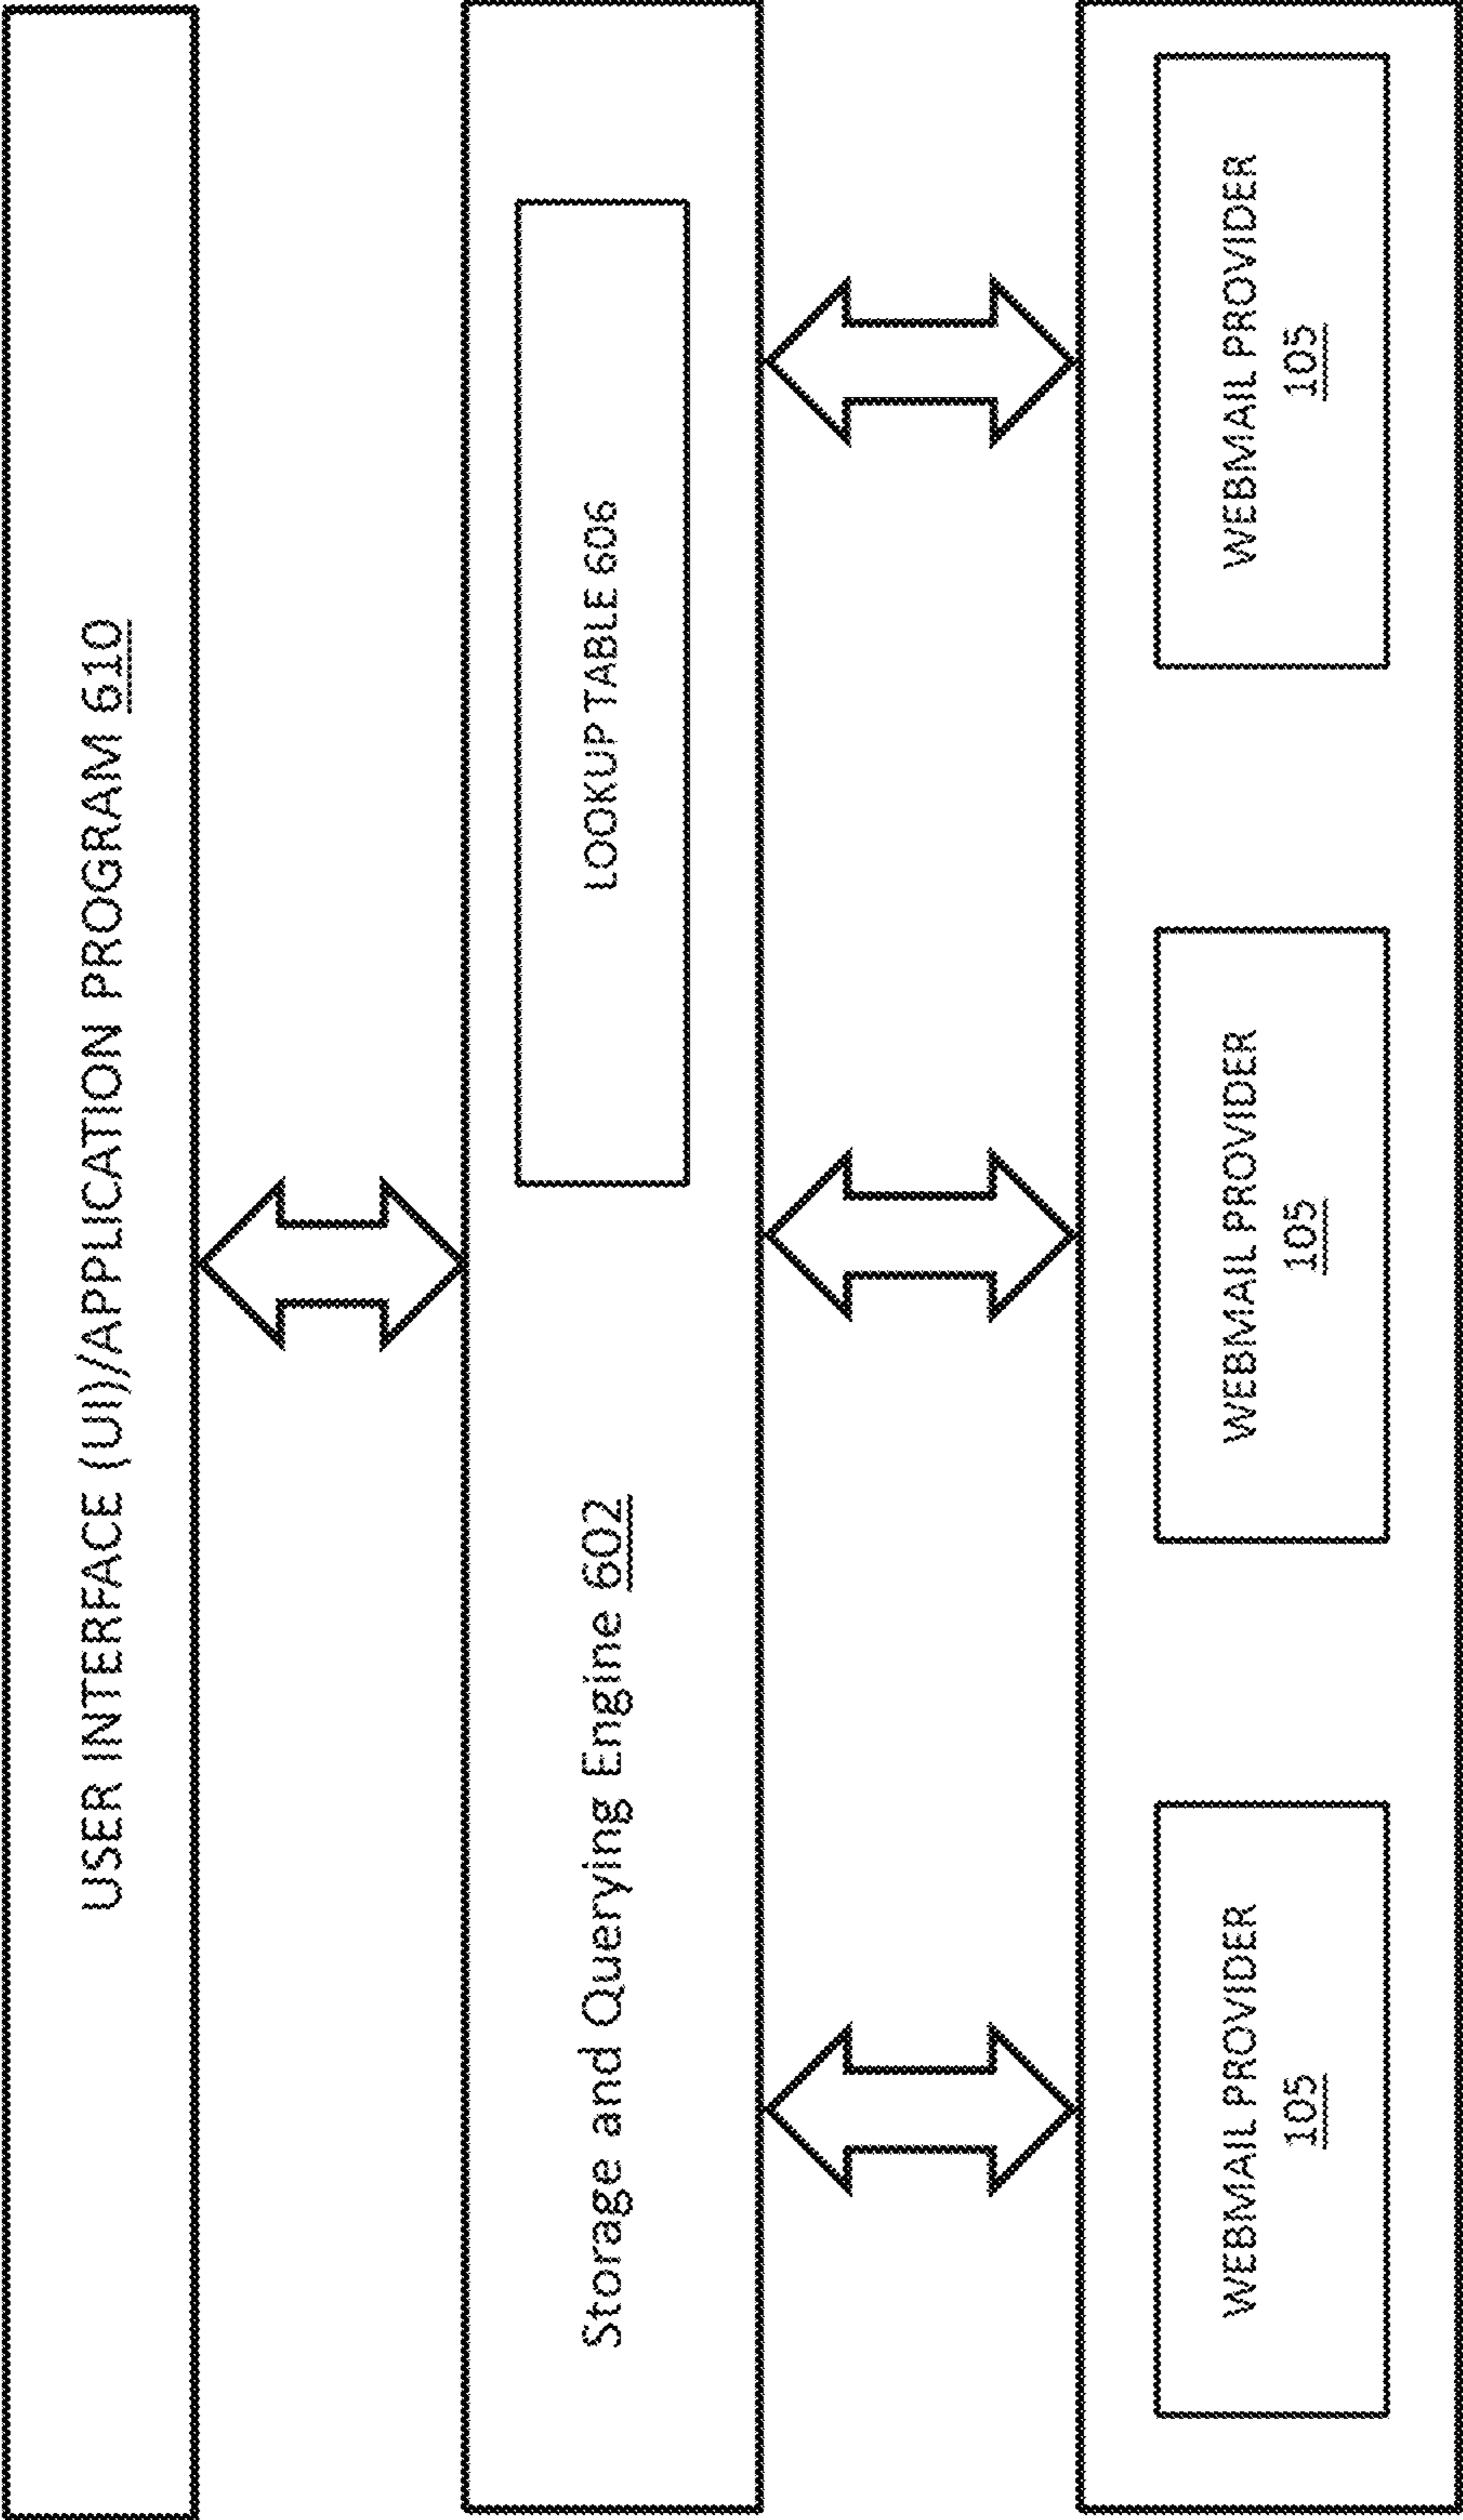 USER INTERFACE (UI)/APPLICATION PROGRAM 610
Storage and Querying Engine 602
LOOKUP TABLE 606
WEBMAIL PROVIDER
105
WEBMAIL PROVIDER
105
WEBMAIL PROVIDER
105